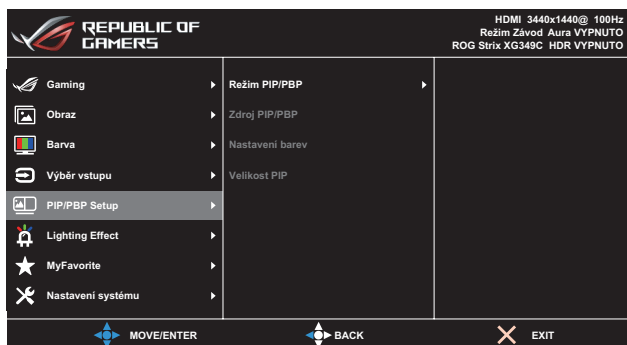 REPUBLIC OF
GAMERS
HDMI 3440x1440@ 100Hz
Režim Závod Aura VYPNUTO
ROG Strix XG349C HDR VYPNUTO
Gaming
Obraz
Barva
Výběr vstupu
PIP/PBP Setup
Lighting Effect
MyFavorite
Nastavení systému
Režim PIP/PBP
Zdroj PIP/PBP
Nastavení barev
Velikost PIP
MOVE/ENTER
BACK
EXIT